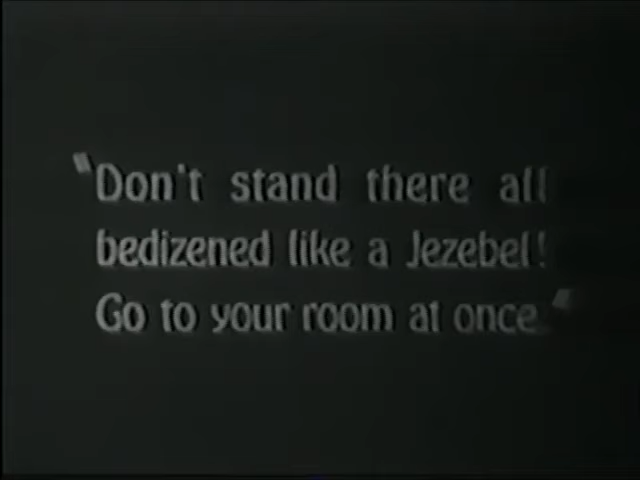 "Don't stand there all
bedizened like a Jezebel!
Go to your room at once."